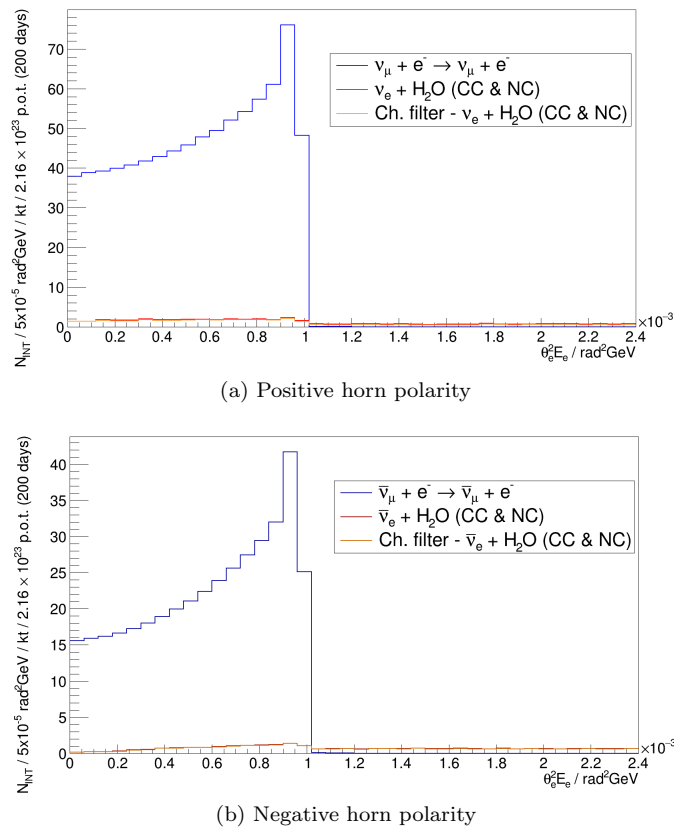 N_INT / 5x10^-5 rad^2GeV / kt / 2.16 × 10^23 p.o.t. (200 days)
70
60
50
40
30
20
10
0
ν_μ + e^- → ν_μ + e^-
ν_e + H_2O (CC & NC)
Ch. filter - ν_e + H_2O (CC & NC)
0 0.2 0.4 0.6 0.8 1 1.2 1.4 1.6 1.8 2 2.2 2.4
×10^-3
θ_e^2E_e / rad^2GeV
(a) Positive horn polarity
N_INT / 5x10^-5 rad^2GeV / kt / 2.16 × 10^23 p.o.t. (200 days)
40
35
30
25
20
15
10
5
0
ν̅_μ + e^- → ν̅_μ + e^-
ν̅_e + H_2O (CC & NC)
Ch. filter - ν̅_e + H_2O (CC & NC)
0 0.2 0.4 0.6 0.8 1 1.2 1.4 1.6 1.8 2 2.2 2.4
×10^-3
θ_e^2E_e / rad^2GeV
(b) Negative horn polarity